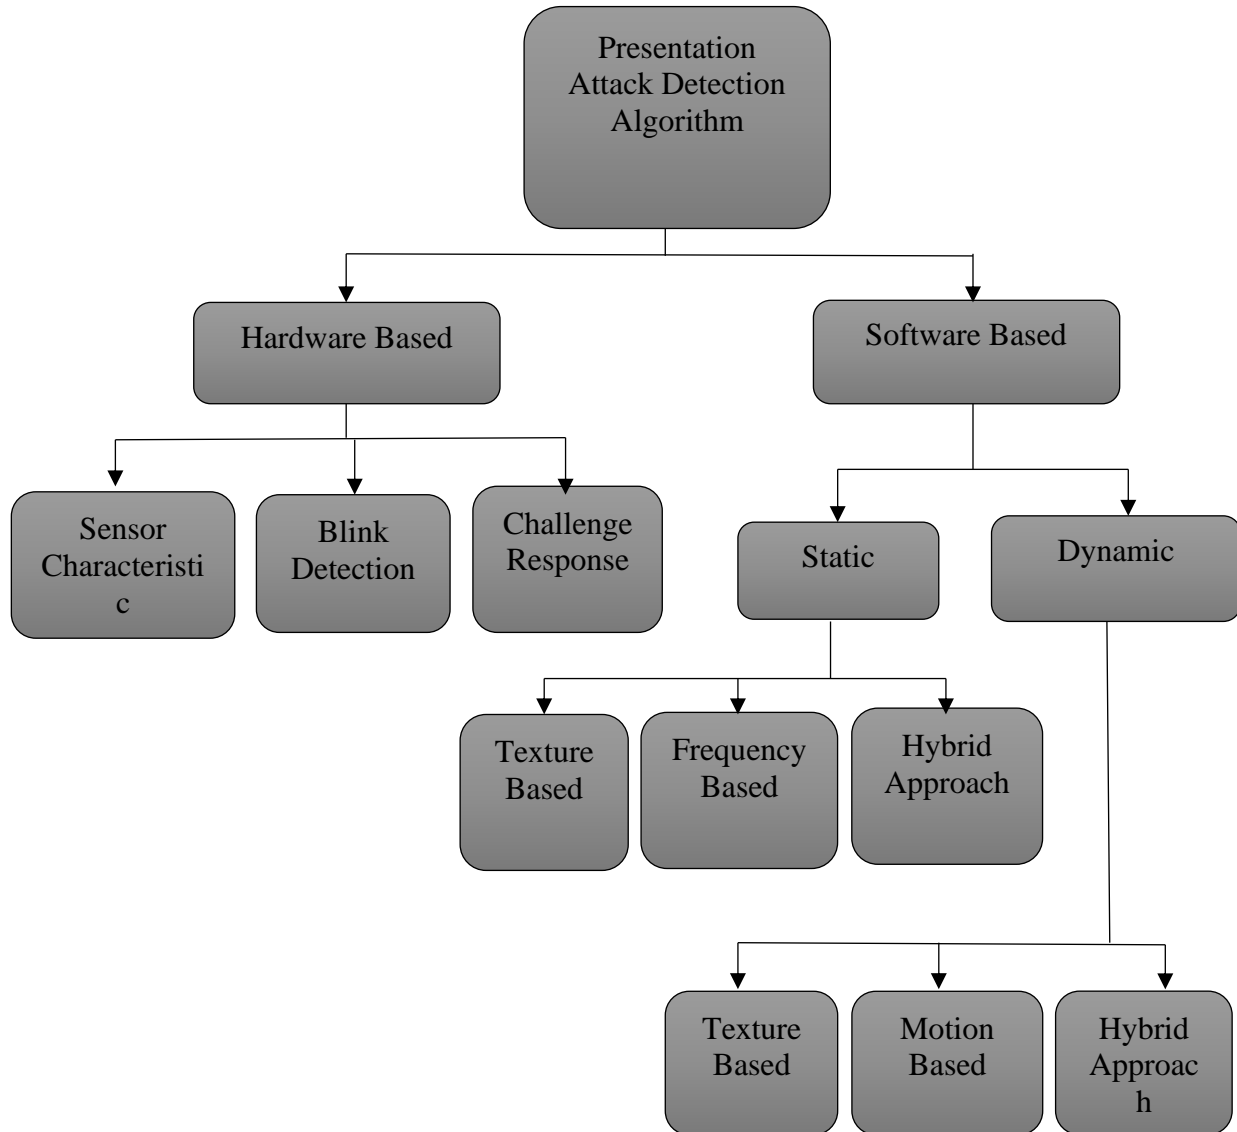 Presentation
Attack Detection
Algorithm
Hardware Based
Software Based
Sensor
Characteristi
c
Blink
Detection
Challenge
Response
Static
Dynamic
Texture
Based
Frequency
Based
Hybrid
Approach
Texture
Based
Motion
Based
Hybrid
Approac
h